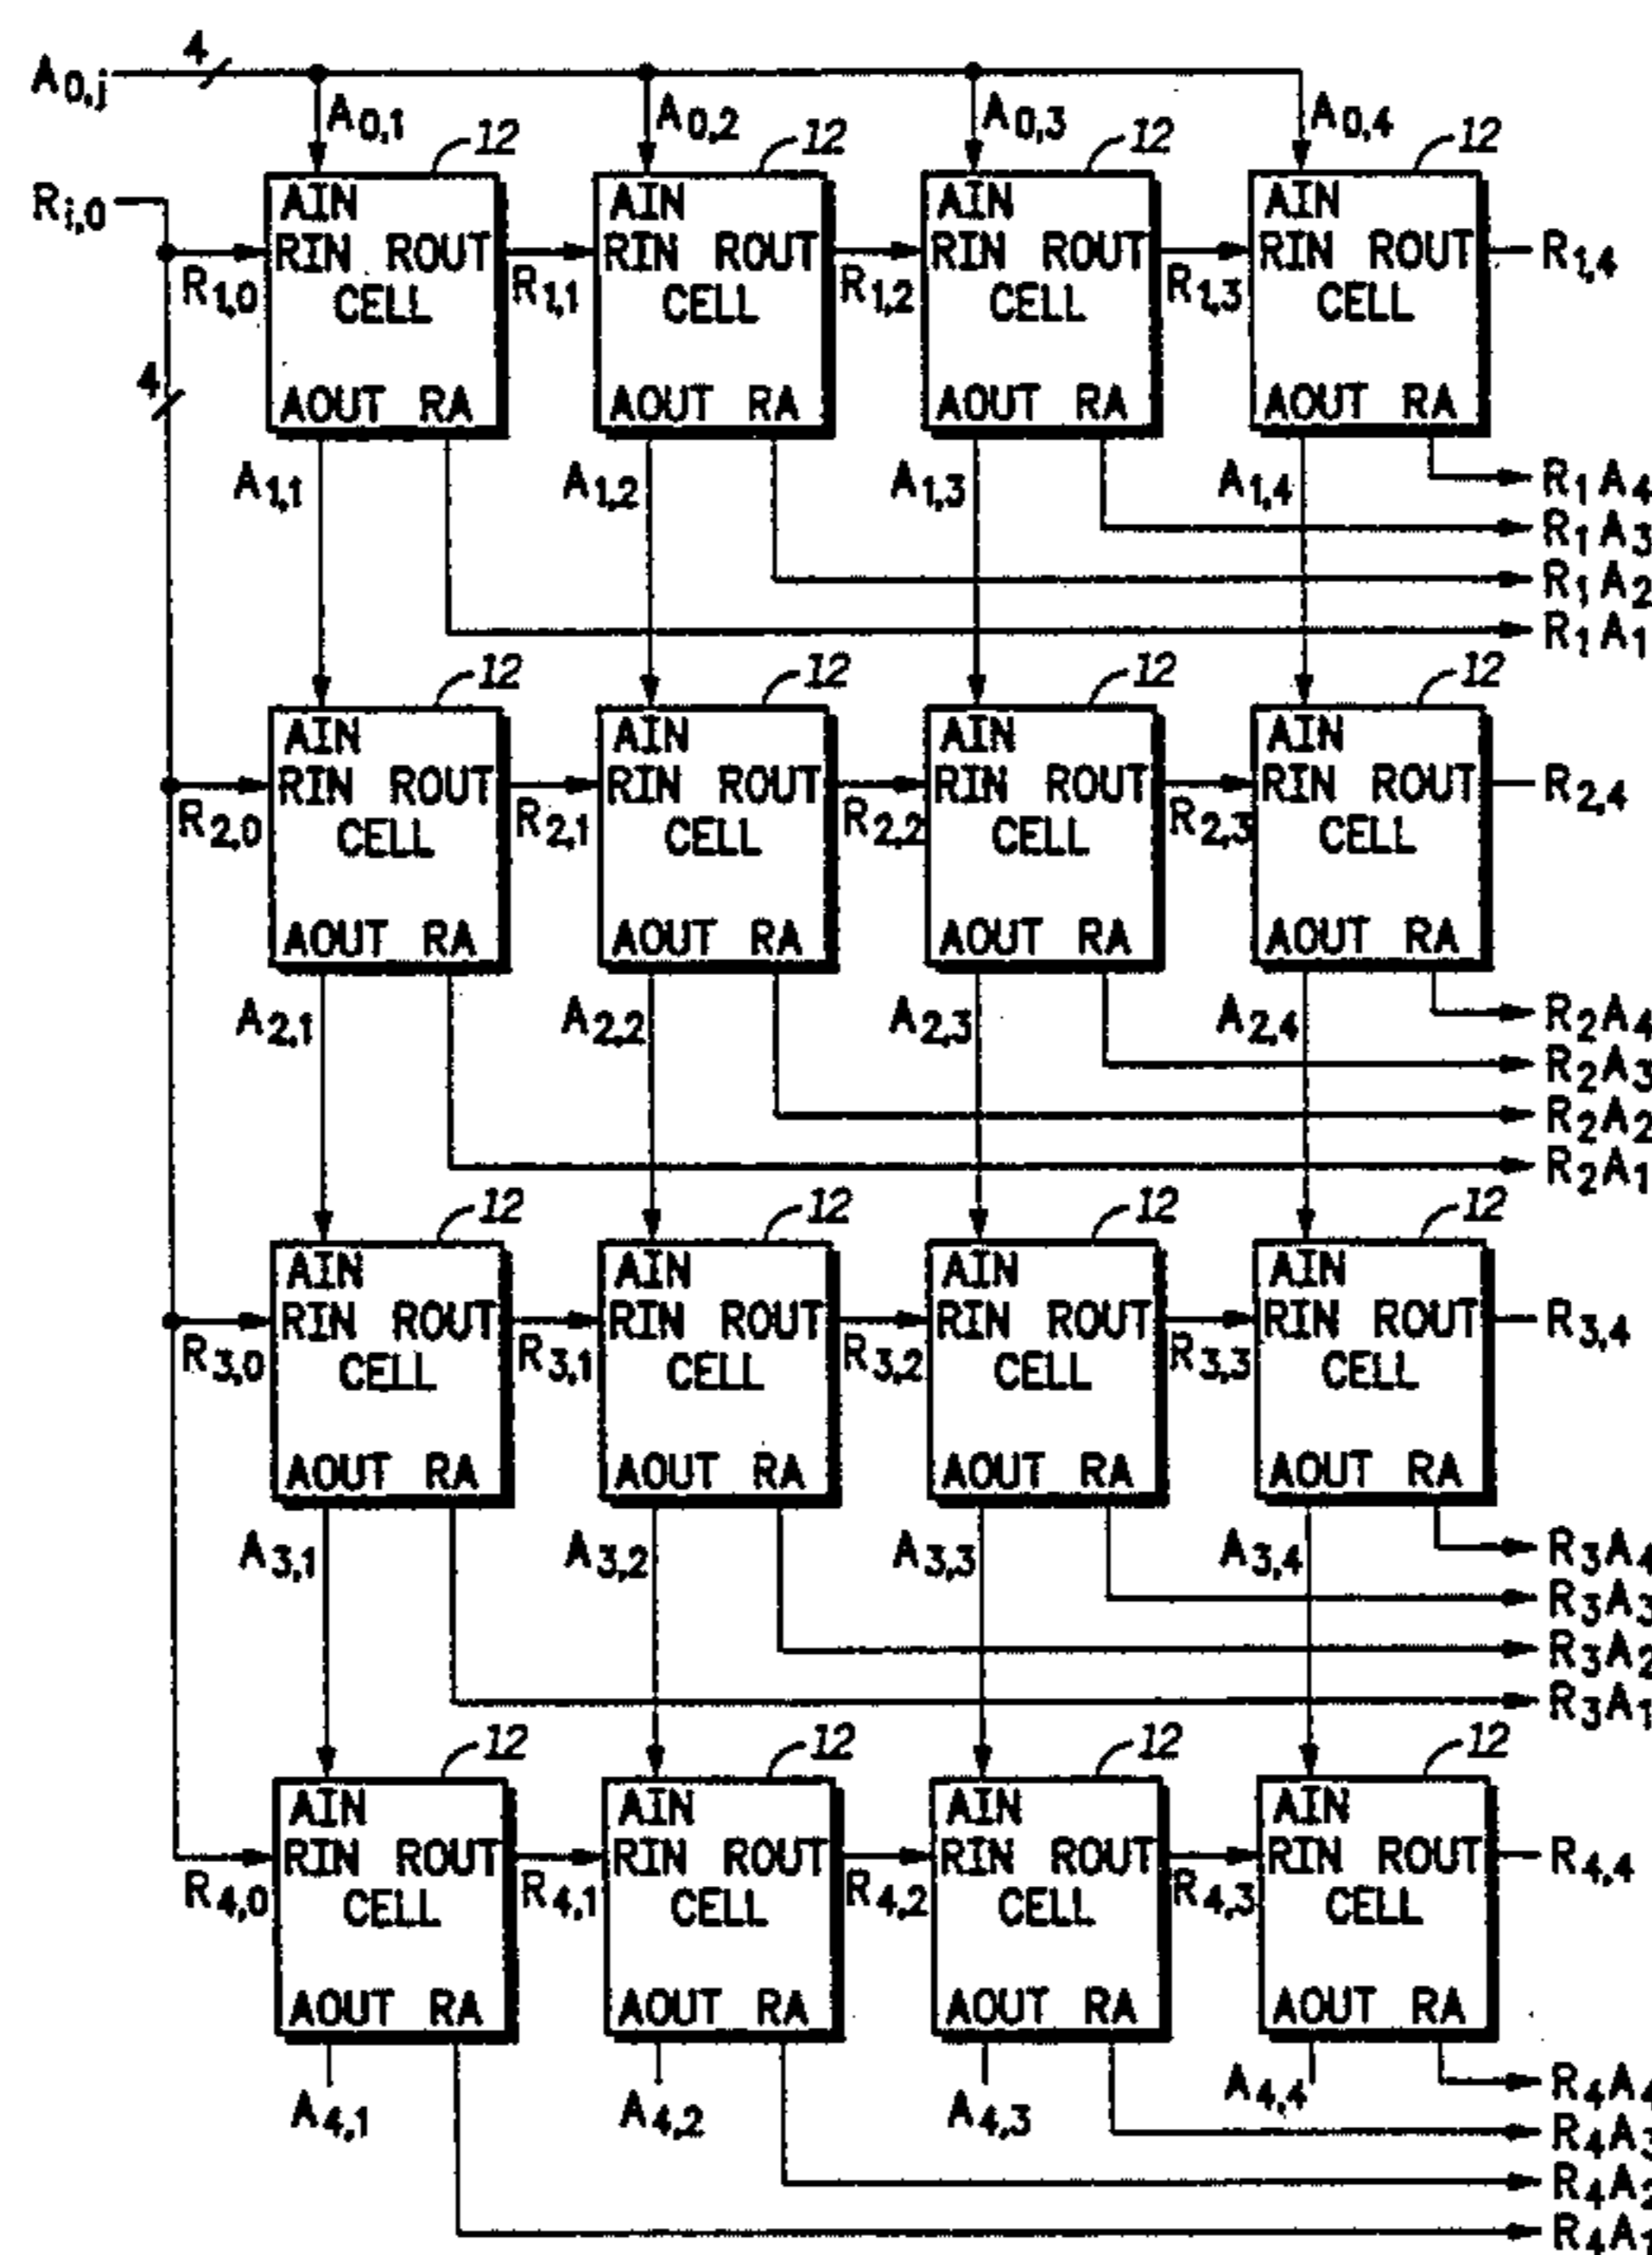 4
A0,j
A0,1 12 A0,2 12 A0,3 12 A0,4 12
Ri,0
AIN AIN AIN AIN
RIN ROUT RIN ROUT RIN ROUT RIN ROUT R1,4
R1,0 CELL R1,1 CELL R1,2 CELL R1,3 CELL
4
AOUT RA AOUT RA AOUT RA AOUT RA
A1,1 A1,2 A1,3 A1,4 R1A4
R1A3
R1A2
R1A1
12 12 12 12
AIN AIN AIN AIN
RIN ROUT RIN ROUT RIN ROUT RIN ROUT R2,4
R2,0 CELL R2,1 CELL R2,2 CELL R2,3 CELL
AOUT RA AOUT RA AOUT RA AOUT RA
A2,1 A2,2 A2,3 A2,4 R2A4
R2A3
R2A2
R2A1
12 12 12 12
AIN AIN AIN AIN
RIN ROUT RIN ROUT RIN ROUT RIN ROUT R3,4
R3,0 CELL R3,1 CELL R3,2 CELL R3,3 CELL
AOUT RA AOUT RA AOUT RA AOUT RA
A3,1 A3,2 A3,3 A3,4 R3A4
R3A3
R3A2
R3A1
12 12 12 12
AIN AIN AIN AIN
RIN ROUT RIN ROUT RIN ROUT RIN ROUT R4,4
R4,0 CELL R4,1 CELL R4,2 CELL R4,3 CELL
AOUT RA AOUT RA AOUT RA AOUT RA
A4,1 A4,2 A4,3 A4,4 R4A4
R4A3
R4A2
R4A1